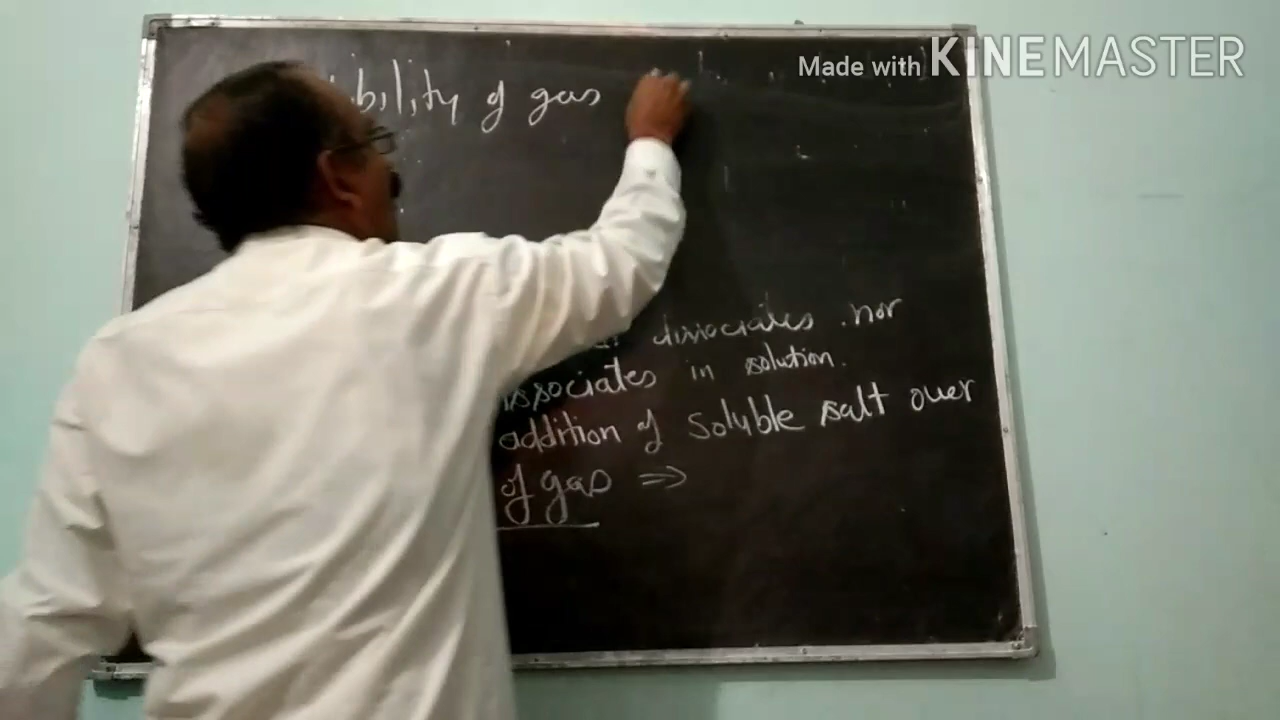 Made with KINEMASTER
bility of gas
dissociates nor
associates in solution.
addition of soluble salt over
of gas ⇒